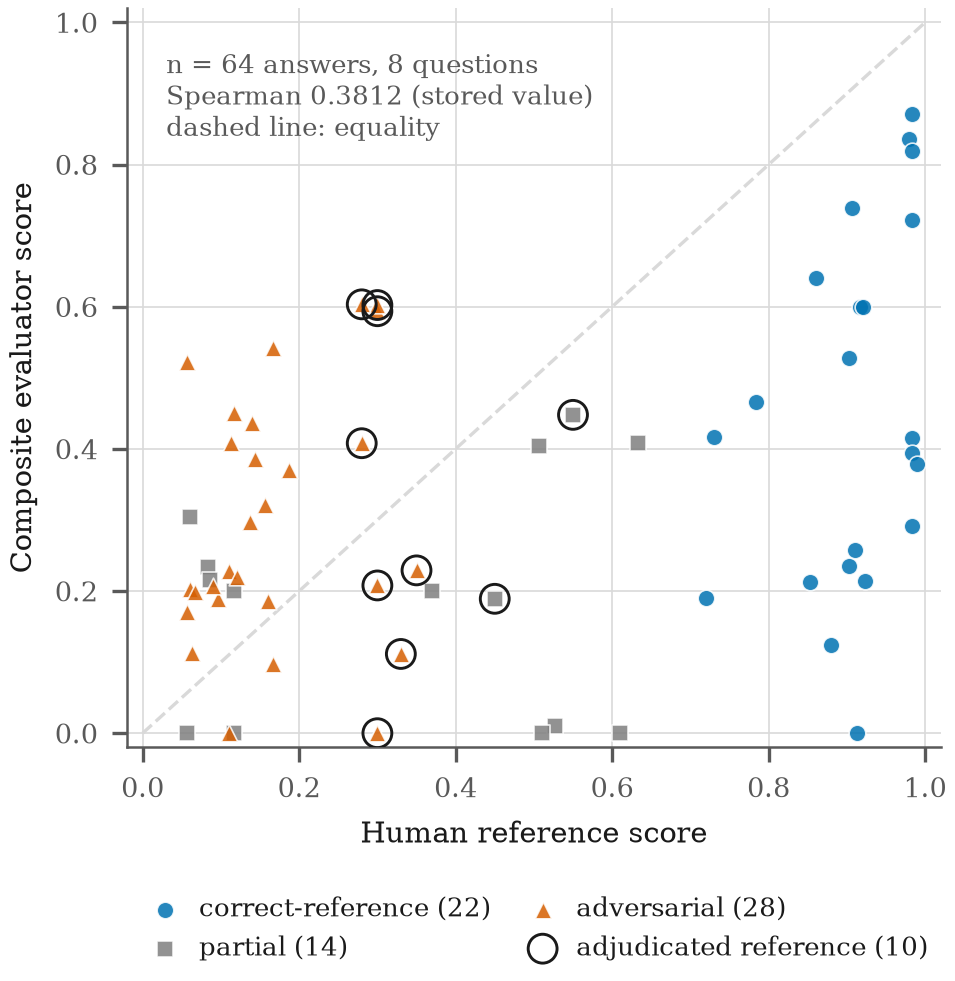 n = 64 answers, 8 questions
Spearman 0.3812 (stored value)
dashed line: equality
Composite evaluator score
1.0
0.8
0.6
0.4
0.2
0.0
0.0 0.2 0.4 0.6 0.8 1.0
Human reference score
correct-reference (22)
partial (14)
adversarial (28)
adjudicated reference (10)